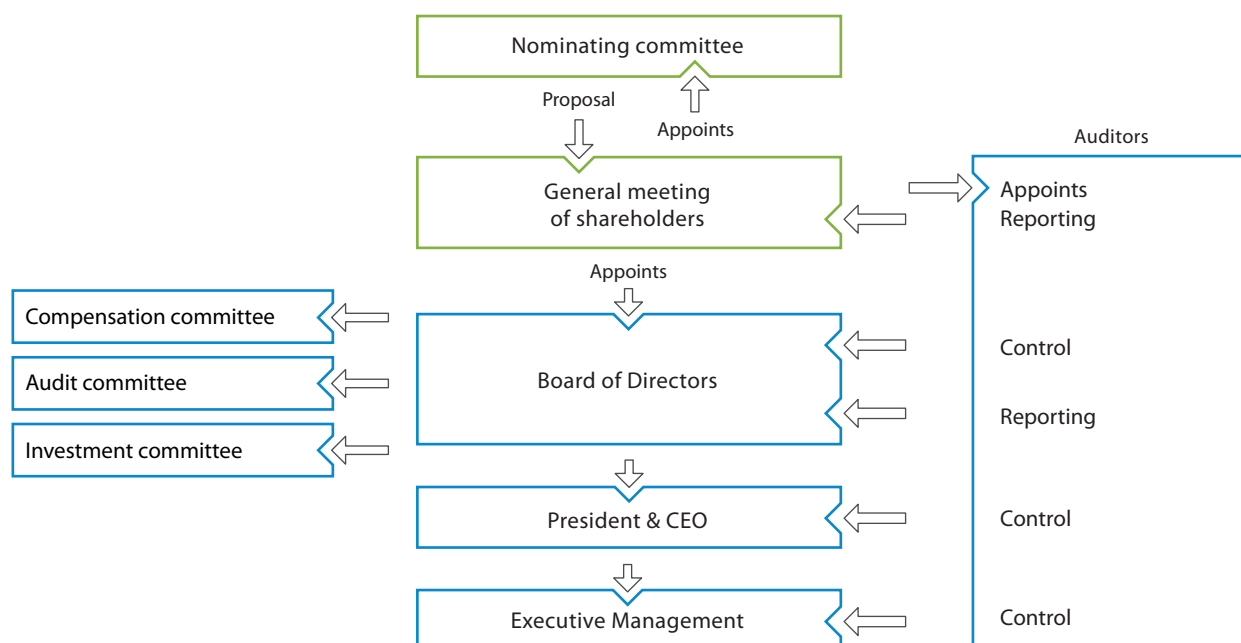 Nominating committee
Proposal
Appoints
Auditors
General meeting
of shareholders
Appoints
Reporting
Appoints
Compensation committee
Audit committee
Investment committee
Board of Directors
Control
Reporting
President & CEO
Control
Executive Management
Control